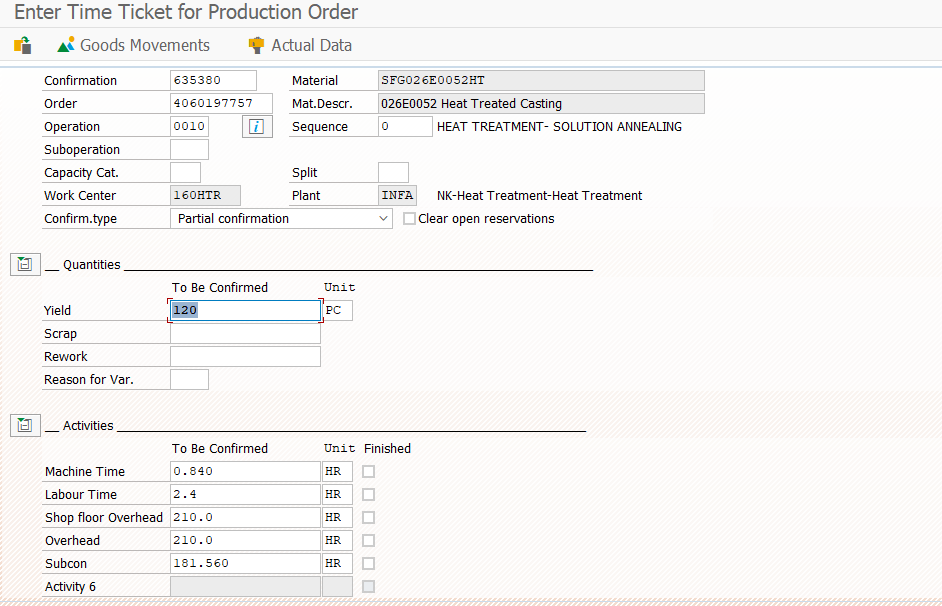 Enter Time Ticket for Production Order
Goods Movements Actual Data
Confirmation 635380 Material SFG026E0052HT
Order 4060197757 Mat.Descr. 026E0052 Heat Treated Casting
Operation 0010 i Sequence 0 HEAT TREATMENT- SOLUTION ANNEALING
Suboperation
Capacity Cat. Split
Work Center 160HTR Plant INFA NK-Heat Treatment-Heat Treatment
Confirm.type Partial confirmation Clear open reservations
Quantities
To Be Confirmed Unit
Yield 120 PC
Scrap
Rework
Reason for Var.
Activities
To Be Confirmed Unit Finished
Machine Time 0.840 HR
Labour Time 2.4 HR
Shop floor Overhead 210.0 HR
Overhead 210.0 HR
Subcon 181.560 HR
Activity 6